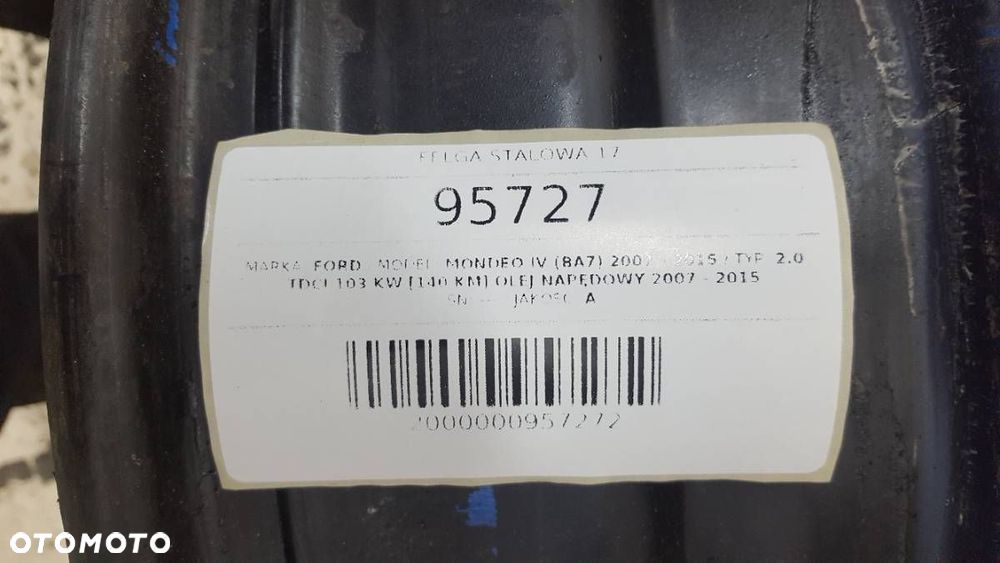 FELGA STALOWA 17
95727
MARKA FORD MODEL MONDEO IV (BA7) 2007 - 2015 / TYP 2.0
TDCI 103 KW [140 KM] OLEJ NAPĘDOWY 2007 - 2015
SN: --- JAKOŚĆ A
2000000957272
OTOMOTO